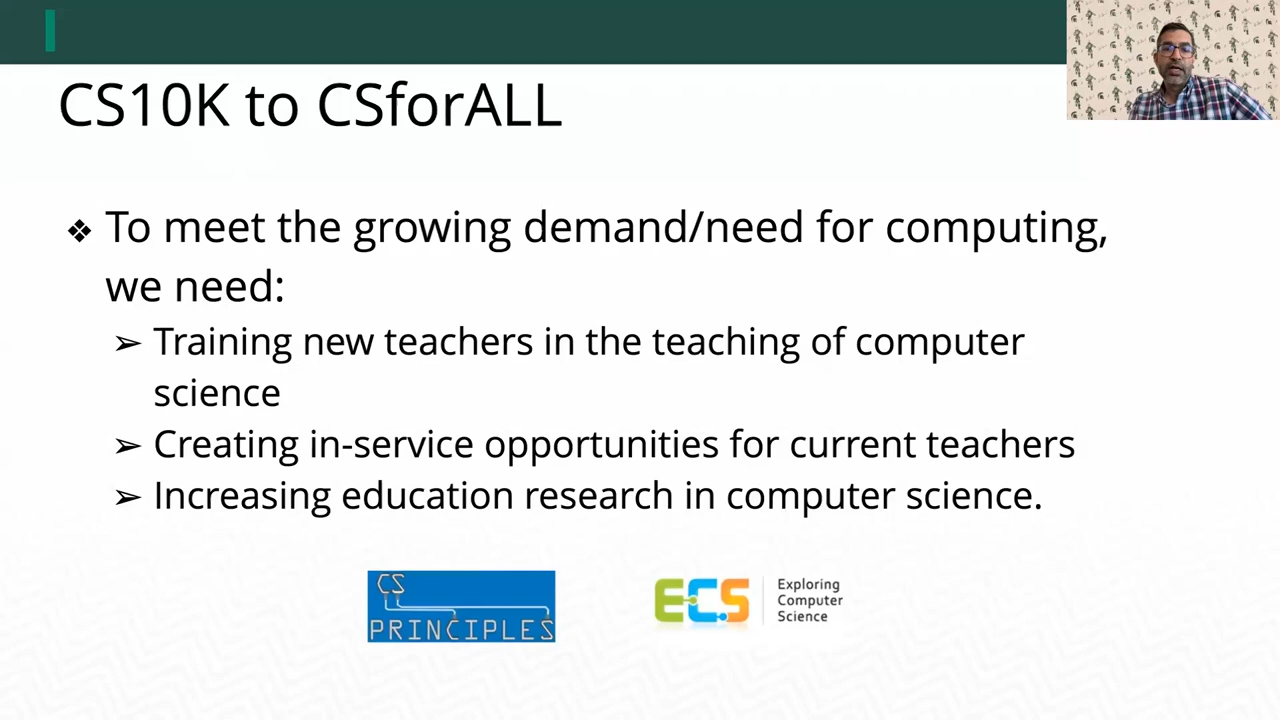 CS10K to CSforALL
❖ To meet the growing demand/need for computing,
we need:
➢ Training new teachers in the teaching of computer
science
➢ Creating in-service opportunities for current teachers
➢ Increasing education research in computer science.
CS
PRINCIPLES
ECS
Exploring
Computer
Science